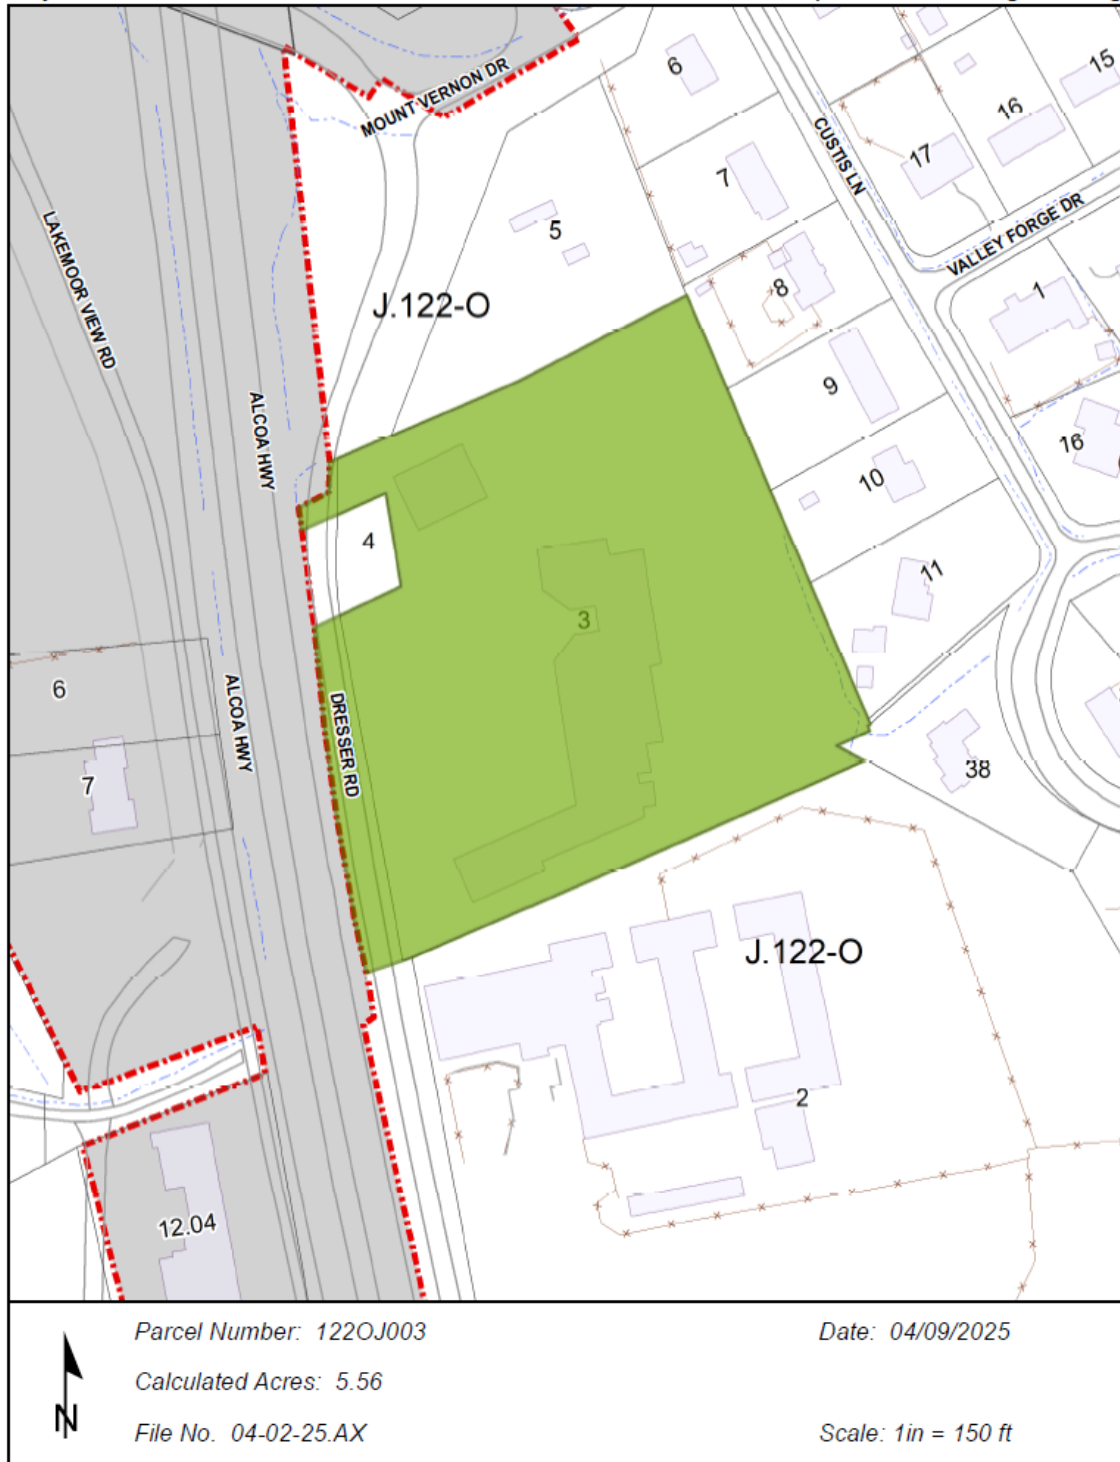 MOUNT VERNON DR
6
15
16
17
CUSTIS LN
7
LAKEMOOR VIEW RD
5
VALLEY FORGE DR
8
1
J.122-O
9
ALCOA HWY
16
10
4
11
3
6
ALCOA HWY
DRESSER RD
7
38
J.122-O
2
12.04
N
Parcel Number: 122OJ003
Date: 04/09/2025
Calculated Acres: 5.56
File No. 04-02-25.AX
Scale: 1in = 150 ft